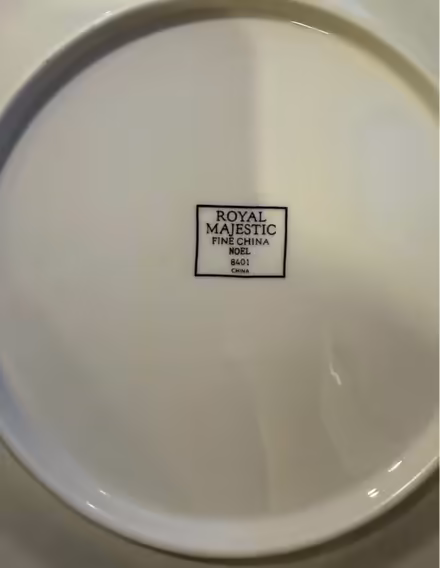 ROYAL
MAJESTIC
FINE CHINA
NOEL
8401
CHINA